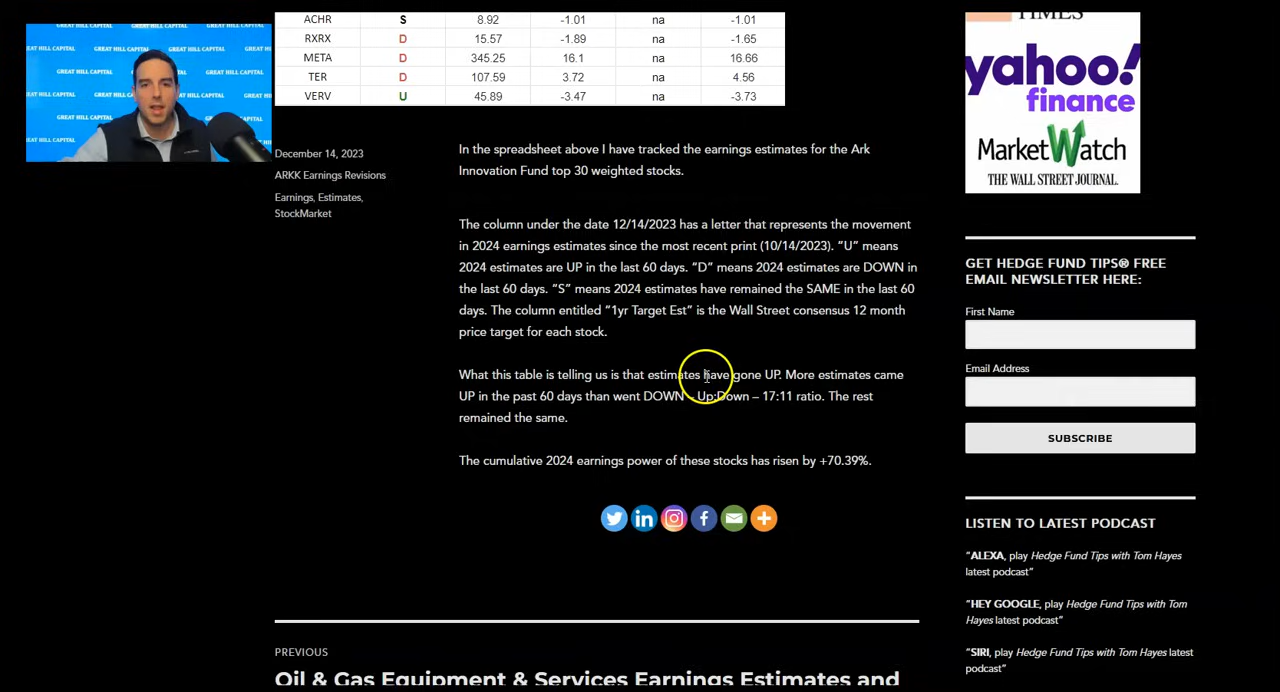 GREAT HILL CAPITAL
GREAT HILL CAPITAL
GREAT HILL CAPITAL
GREAT HILL CAPITAL
GREAT HILL CAPITAL
ACHR S 8.92 -1.01 na -1.01
RXRX D 15.57 -1.89 na -1.65
META D 345.25 16.1 na 16.66
TER D 107.59 3.72 na 4.56
VERV U 45.89 -3.47 na -3.73
December 14, 2023
ARKK Earnings Revisions
Earnings, Estimates,
StockMarket
In the spreadsheet above I have tracked the earnings estimates for the Ark
Innovation Fund top 30 weighted stocks.
The column under the date 12/14/2023 has a letter that represents the movement
in 2024 earnings estimates since the most recent print (10/14/2023). “U” means
2024 estimates are UP in the last 60 days. “D” means 2024 estimates are DOWN in
the last 60 days. “S” means 2024 estimates have remained the SAME in the last 60
days. The column entitled “1yr Target Est” is the Wall Street consensus 12 month
price target for each stock.
What this table is telling us is that estimates have gone UP. More estimates came
UP in the past 60 days than went DOWN – Up:Down – 17:11 ratio. The rest
remained the same.
The cumulative 2024 earnings power of these stocks has risen by +70.39%.
PREVIOUS
Oil & Gas Equipment & Services Earnings Estimates and
TIMES
yahoo!
finance
MarketWatch
THE WALL STREET JOURNAL.
GET HEDGE FUND TIPS® FREE
EMAIL NEWSLETTER HERE:
First Name
Email Address
SUBSCRIBE
LISTEN TO LATEST PODCAST
“ALEXA, play Hedge Fund Tips with Tom Hayes
latest podcast”
“HEY GOOGLE, play Hedge Fund Tips with Tom
Hayes latest podcast”
“SIRI, play Hedge Fund Tips with Tom Hayes latest
podcast”